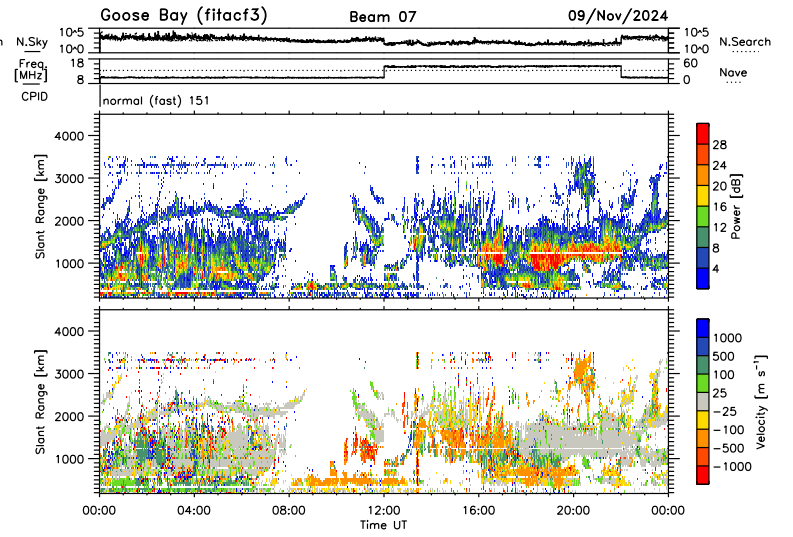 Goose Bay (fitacf3) Beam 07 09/Nov/2024
n N.Sky 10^5 10^0 10^5 10^0 N.Search
Freq. [MHz] 18 8 60 0 Nave
CPID normal (fast) 151
Slant Range [km] 4000 3000 2000 1000
28 24 20 16 12 8 4 Power [dB]
Slant Range [km] 4000 3000 2000 1000
1000 500 100 25 −25 −100 −500 −1000 Velocity [m s⁻¹]
00:00 04:00 08:00 12:00 16:00 20:00 00:00
Time UT